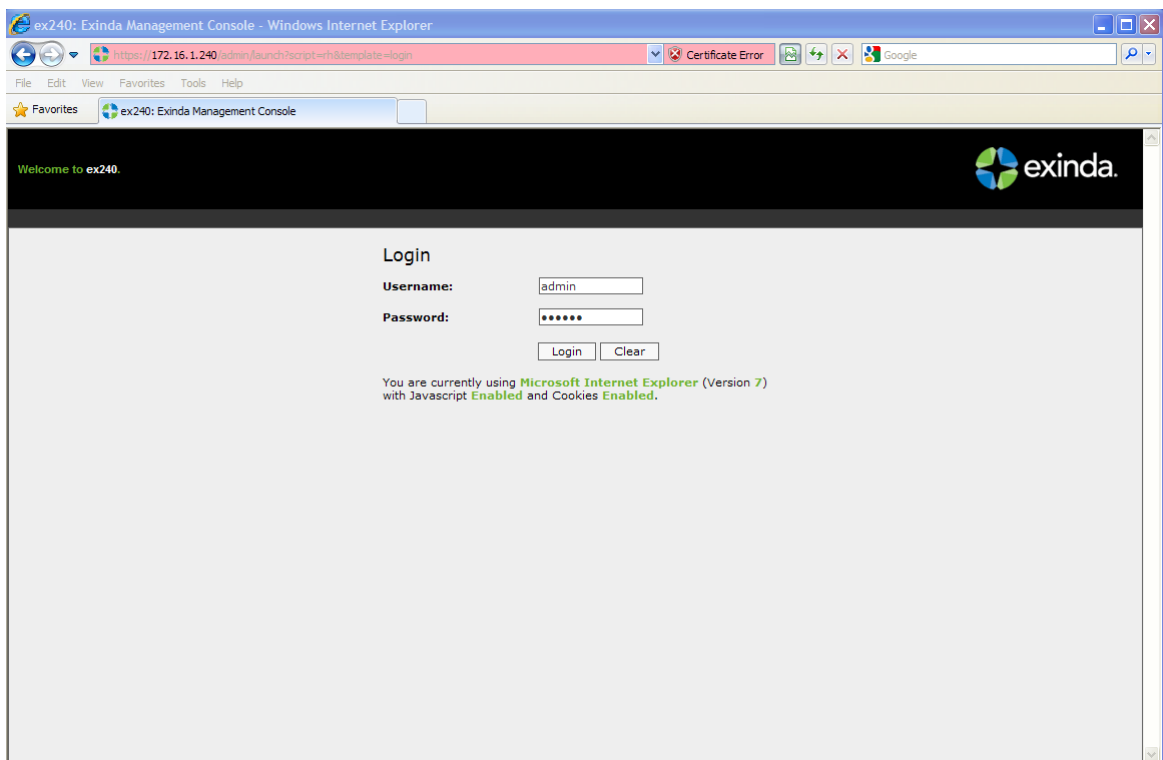 ex240: Exinda Management Console - Windows Internet Explorer
https://172.16.1.240/admin/launch?script=rh&template=login
Certificate Error
Google
File Edit View Favorites Tools Help
Favorites
ex240: Exinda Management Console
Welcome to ex240.
exinda.
Login
Username: admin
Password: ••••••
Login Clear
You are currently using Microsoft Internet Explorer (Version 7)
with Javascript Enabled and Cookies Enabled.